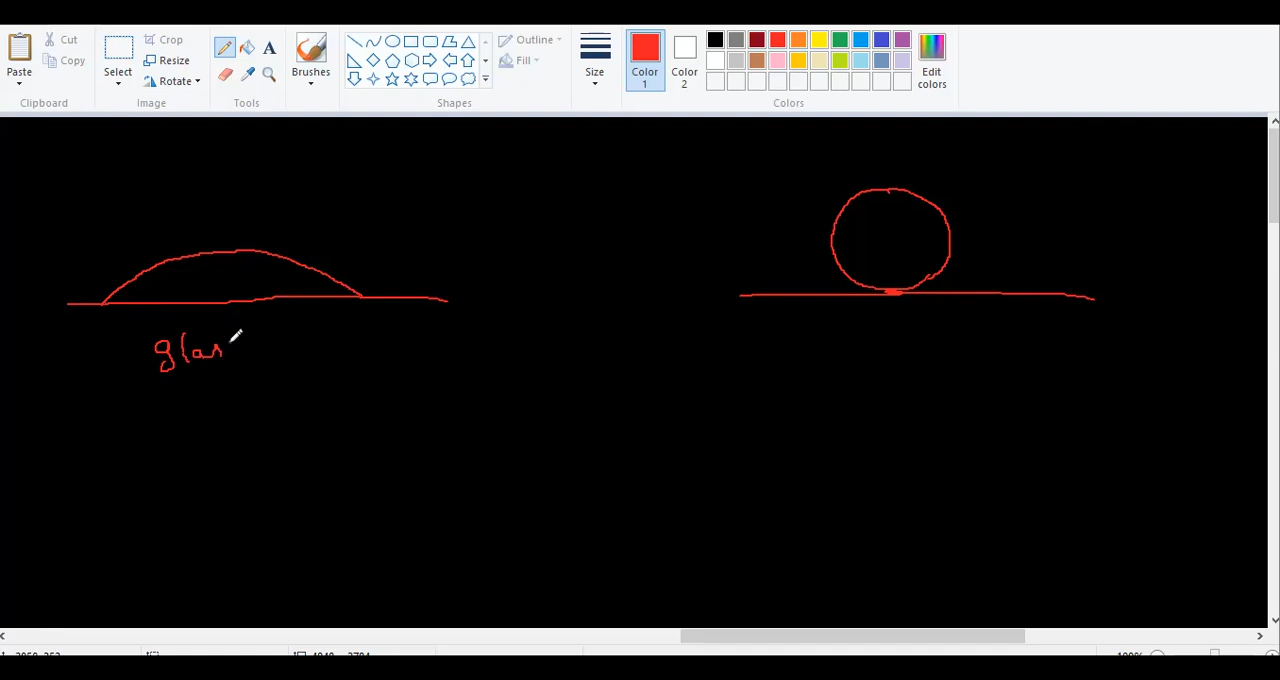 Paste
Cut
Copy
Clipboard
Select
Crop
Resize
Rotate
Image
A
Tools
Brushes
Outline
Fill
Shapes
Size
Color 1
Color 2
Edit colors
Colors
glas